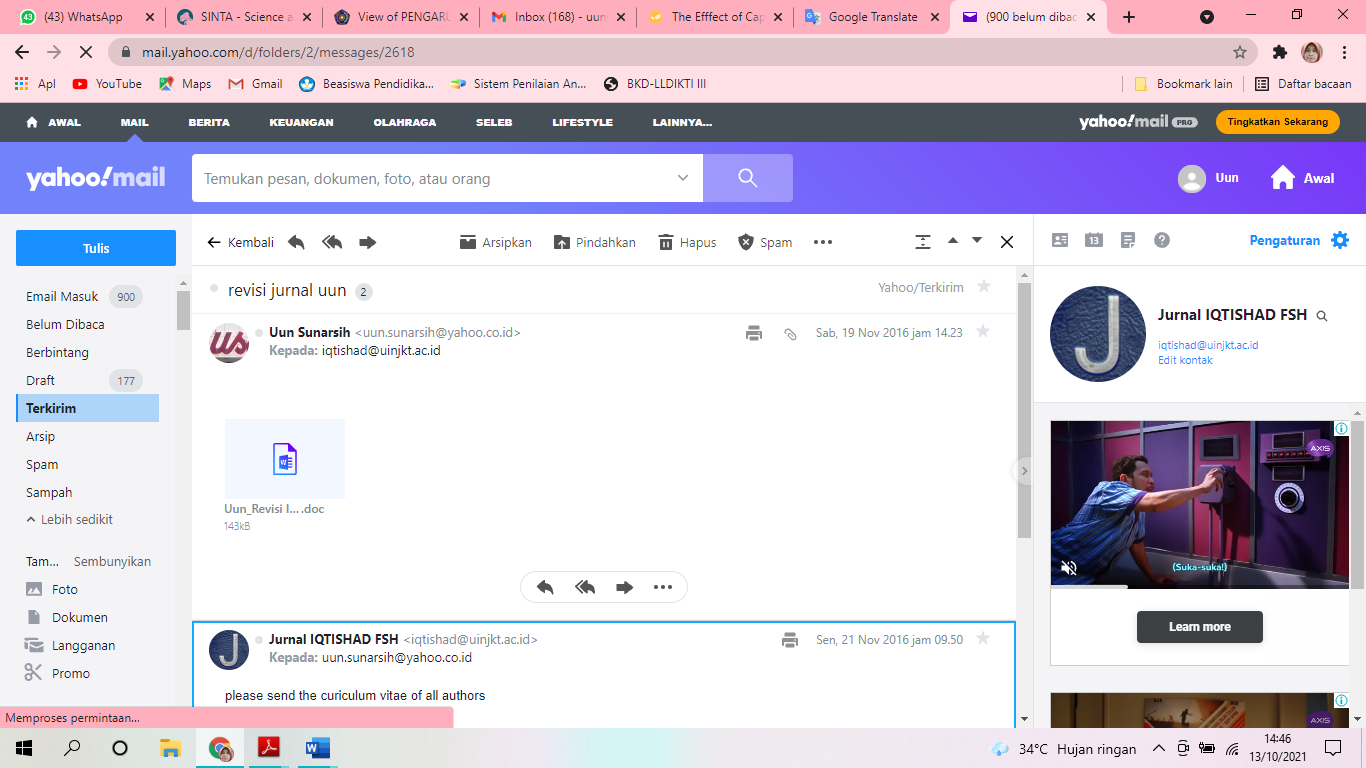 (43) WhatsApp
SINTA - Science a
View of PENGARU
Inbox (168) - uun
The Efffect of Cap
Google Translate
(900 belum dibac
mail.yahoo.com/d/folders/2/messages/2618
Apl
YouTube
Maps
Gmail
Beasiswa Pendidika...
Sistem Penilaian An...
BKD-LLDIKTI III
Bookmark lain
Daftar bacaan
AWAL
MAIL
BERITA
KEUANGAN
OLAHRAGA
SELEB
LIFESTYLE
LAINNYA...
yahoo!mail PRO
Tingkatkan Sekarang
yahoo!mail
Temukan pesan, dokumen, foto, atau orang
Uun
Awal
Tulis
Kembali
Arsipkan
Pindahkan
Hapus
Spam
13
Pengaturan
Email Masuk 900
Belum Dibaca
Berbintang
Draft 177
Terkirim
Arsip
Spam
Sampah
Lebih sedikit
Tam... Sembunyikan
Foto
Dokumen
Langganan
Promo
revisi jurnal uun 2
Yahoo/Terkirim
us
Uun Sunarsih <uun.sunarsih@yahoo.co.id>
Sab, 19 Nov 2016 jam 14.23
Kepada: iqtishad@uinjkt.ac.id
W
Uun_Revisi I... .doc
143kB
J
Jurnal IQTISHAD FSH <iqtishad@uinjkt.ac.id>
Sen, 21 Nov 2016 jam 09.50
Kepada: uun.sunarsih@yahoo.co.id
please send the curiculum vitae of all authors
J
Jurnal IQTISHAD FSH
iqtishad@uinjkt.ac.id
Edit kontak
AXIS
(Suka-suka!)
Learn more
AXIS
Memproses permintaan...
34°C Hujan ringan
14:46
13/10/2021